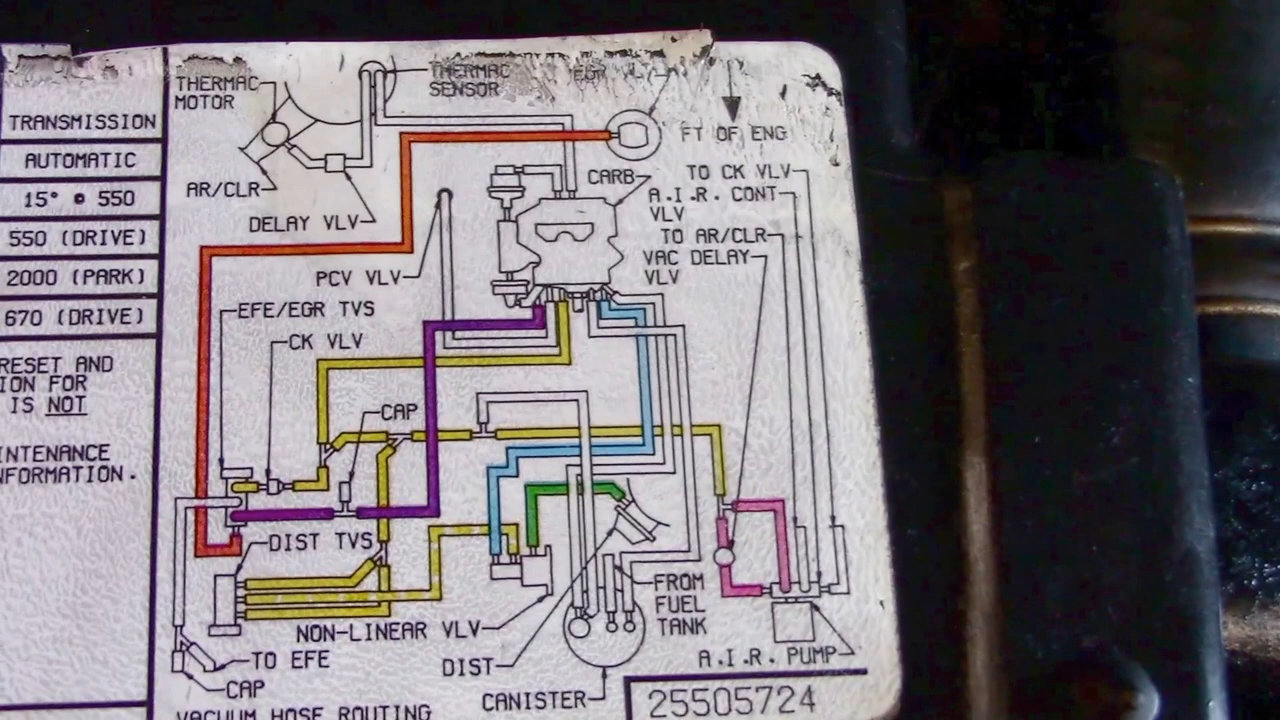 TRANSMISSION
AUTOMATIC
15° @ 550
550 (DRIVE)
2000 (PARK)
670 (DRIVE)
RESET AND
ION FOR
IS NOT
INTENANCE
NFORMATION.
THERMAC
MOTOR
THERMAC
SENSOR
EGR
FT OF ENG
AR/CLR
DELAY VLV
CARB
TO CK VLV
A.I.R. CONT
VLV
TO AR/CLR
VAC DELAY
VLV
PCV VLV
EFE/EGR TVS
CK VLV
CAP
DIST TVS
NON-LINEAR VLV
FROM
FUEL
TANK
TO EFE
DIST
A.I.R. PUMP
CAP
CANISTER
VACUUM HOSE ROUTING
25505724